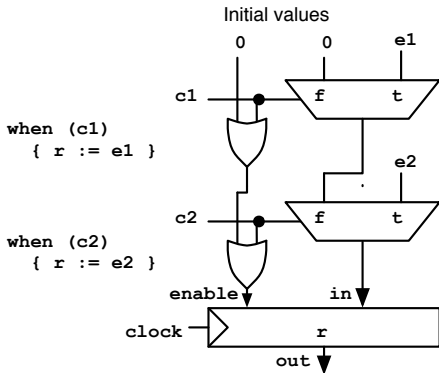 Initial values
0 0 e1
c1 f t
when (c1)
{ r := e1 }
e2
c2 f t
when (c2)
{ r := e2 }
enable in
clock r
out